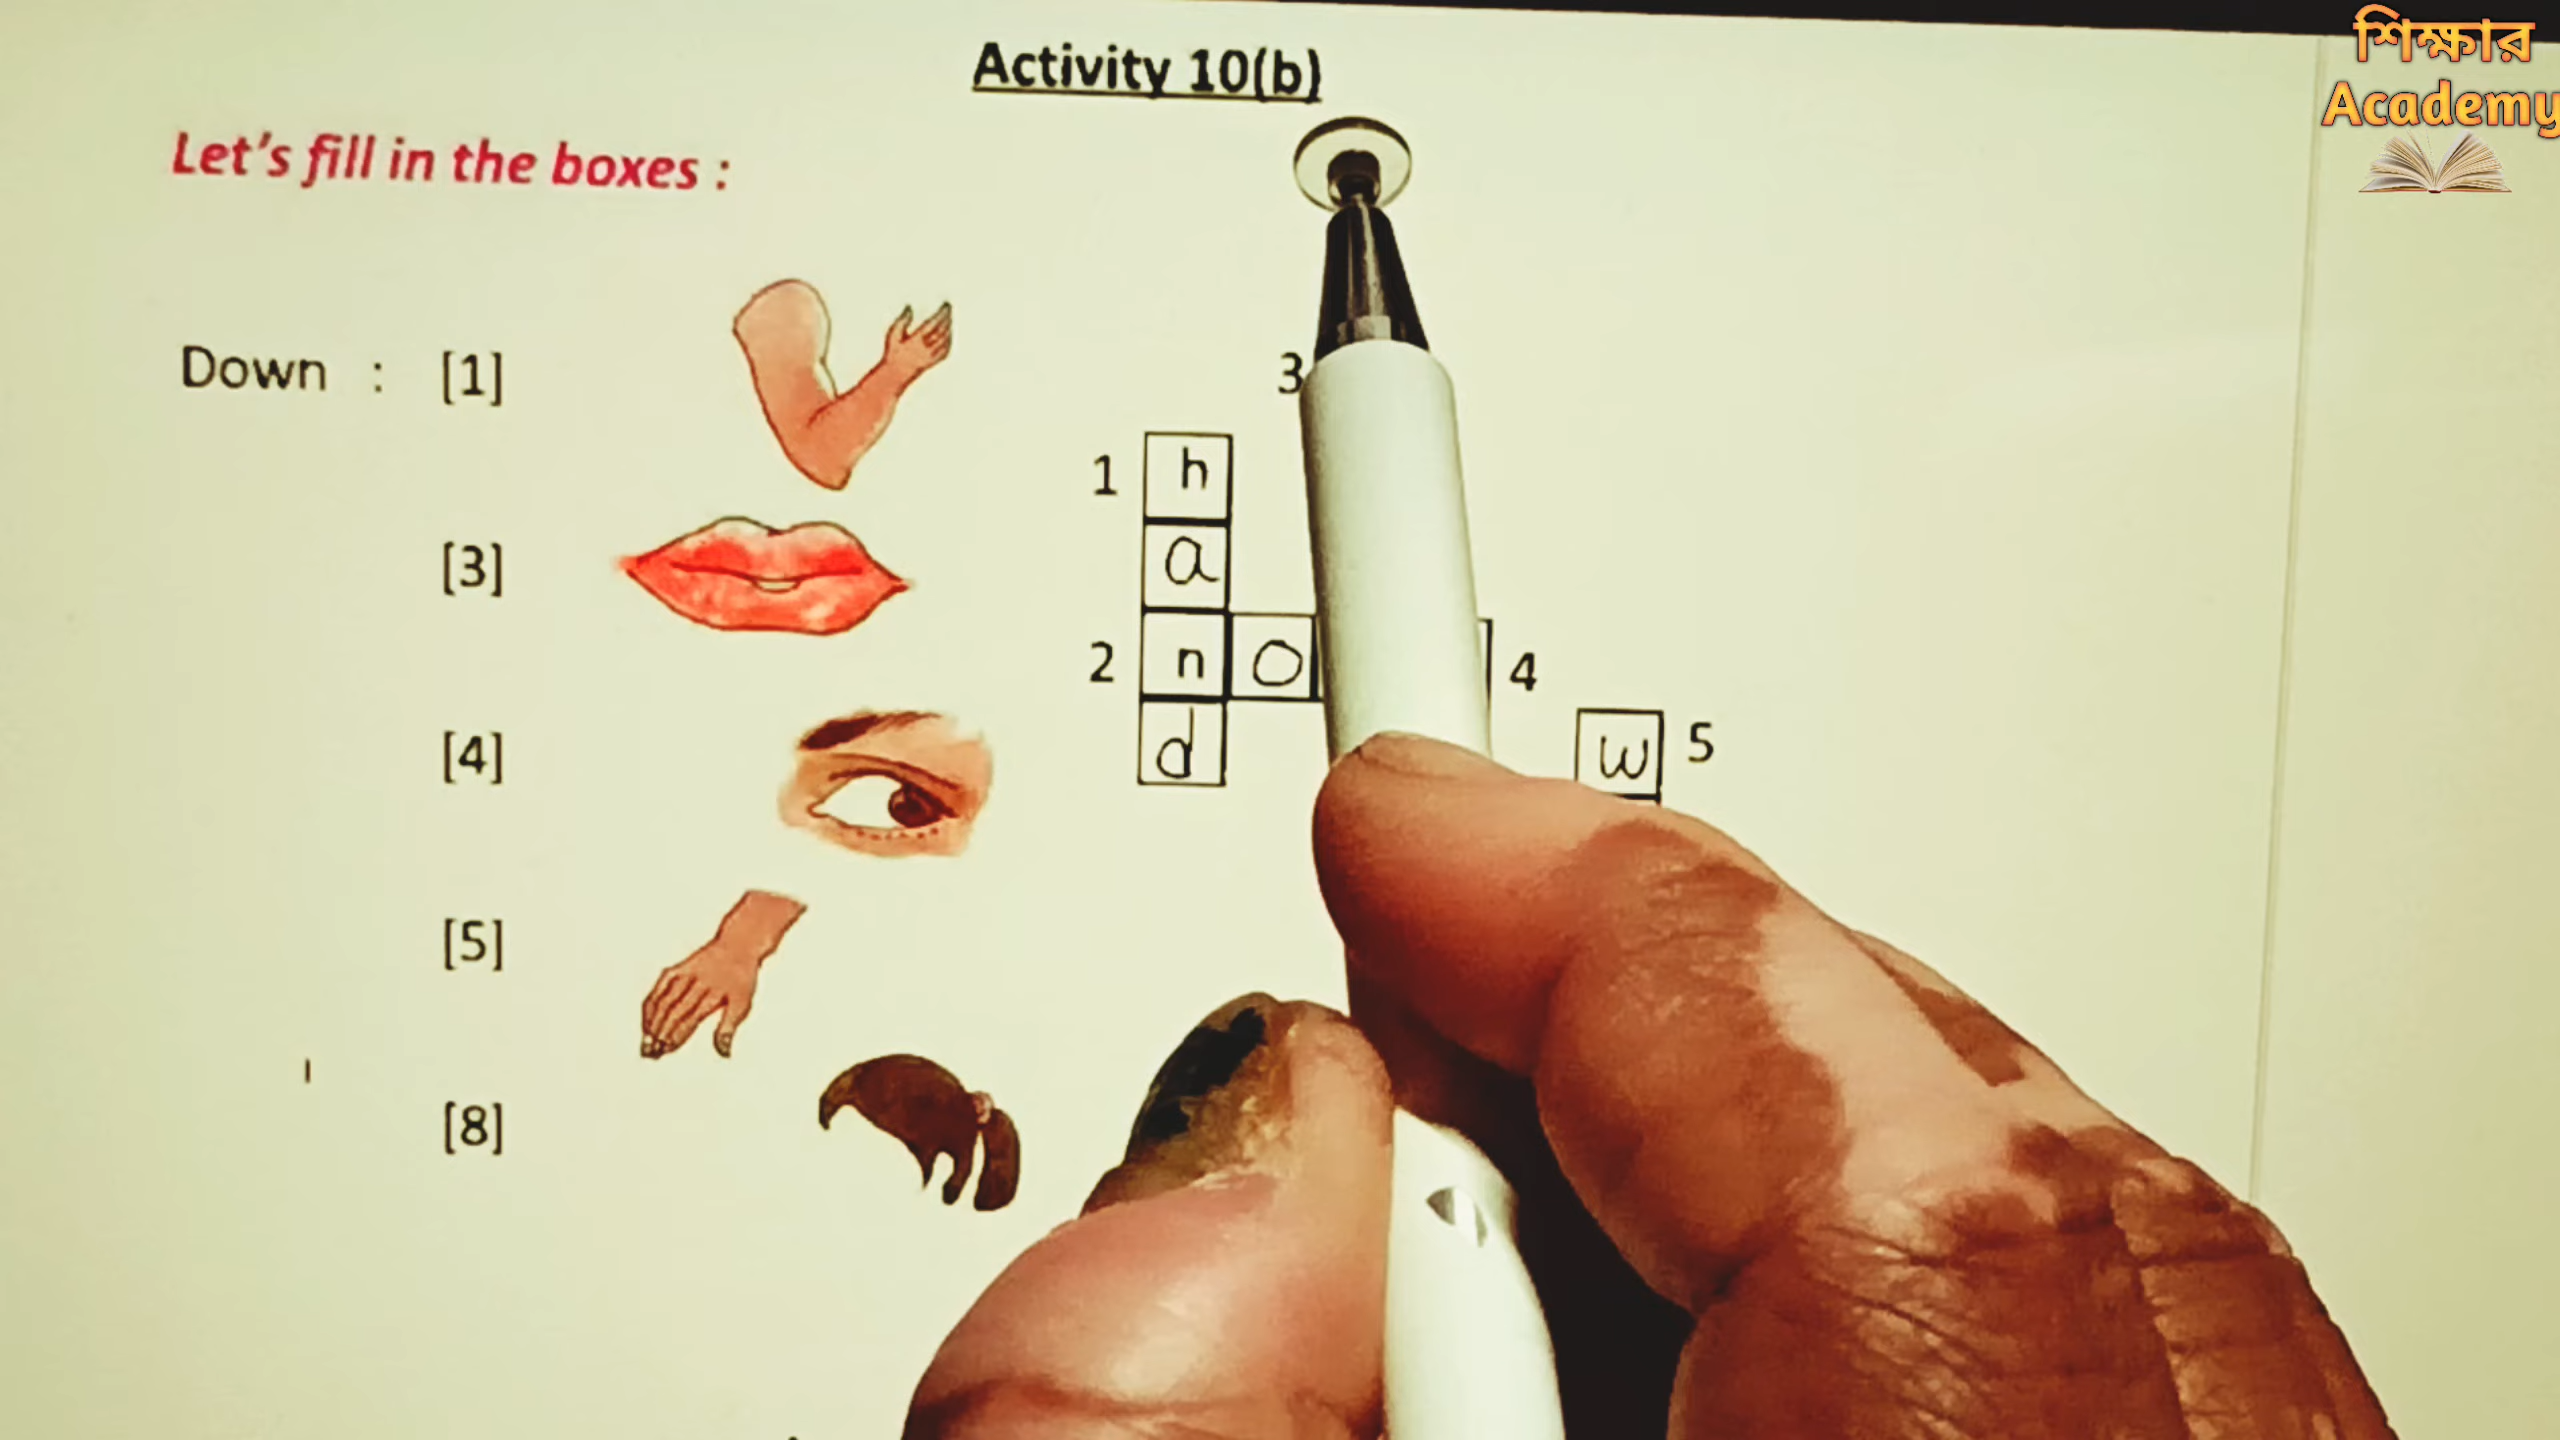 শিক্ষার
Academy
Activity 10(b)
Let's fill in the boxes :
Down : [1]
[3]
[4]
[5]
[8]
3
1 h
a
2 n o 4
d
w 5